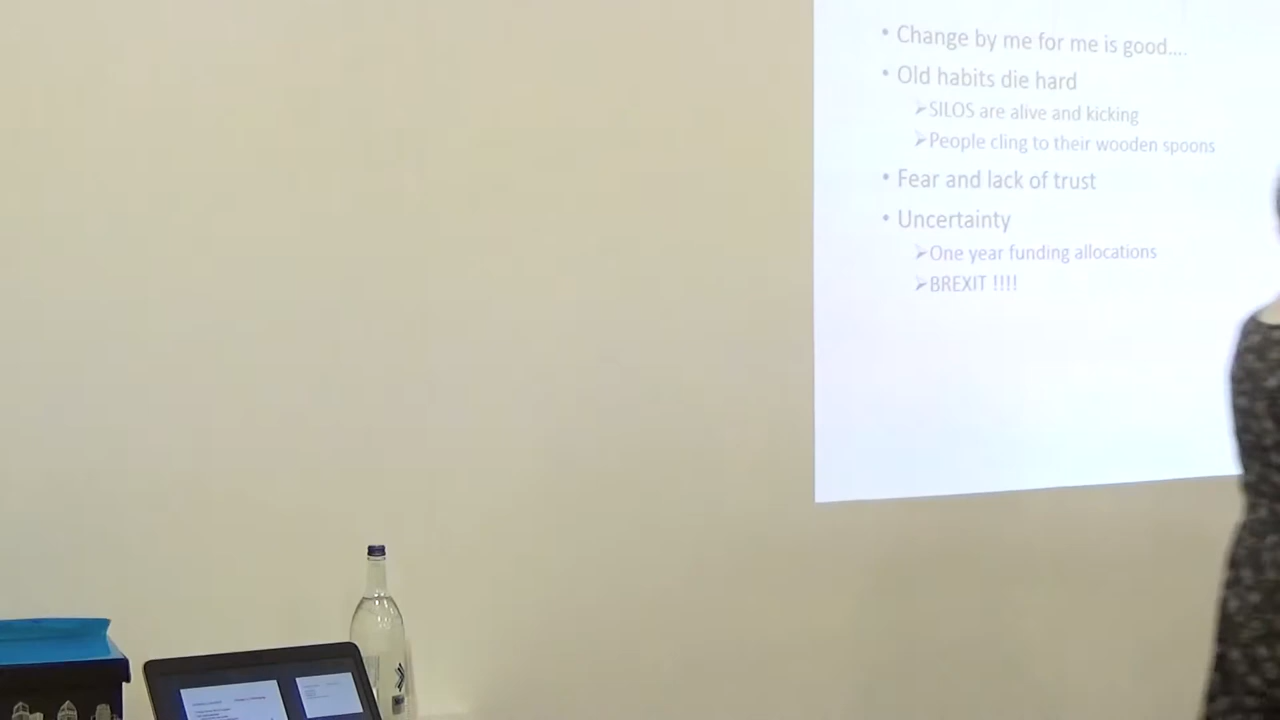 • Change by me for me is good....
• Old habits die hard
➢SILOS are alive and kicking
➢People cling to their wooden spoons
• Fear and lack of trust
• Uncertainty
➢One year funding allocations
➢BREXIT !!!!